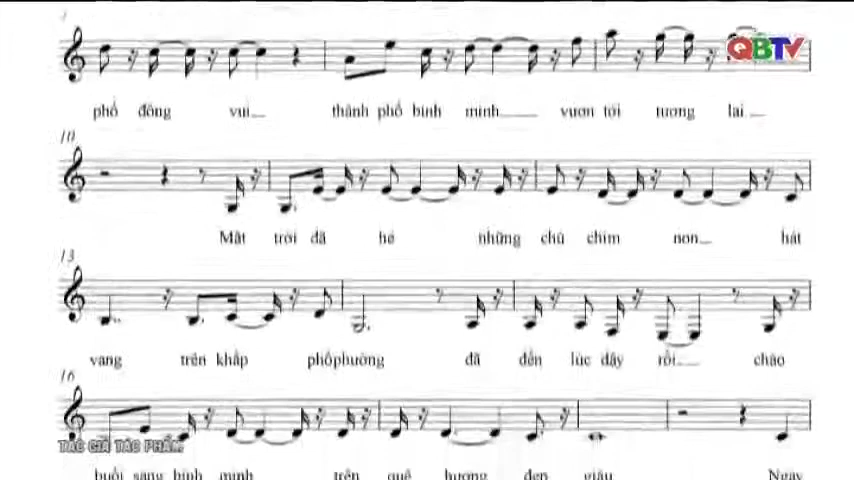 QBTV
phố đông vui
thành phố bình minh vươn tới tương lai
10
Mặt trời đã hé những chú chim non hát
13
vang trên khắp phốphường đã đến lúc dậy rồi chào
16
TÁC GIẢ TÁC PHẨM
buổi sáng bình minh trên quê hương đẹp giàu Ngày